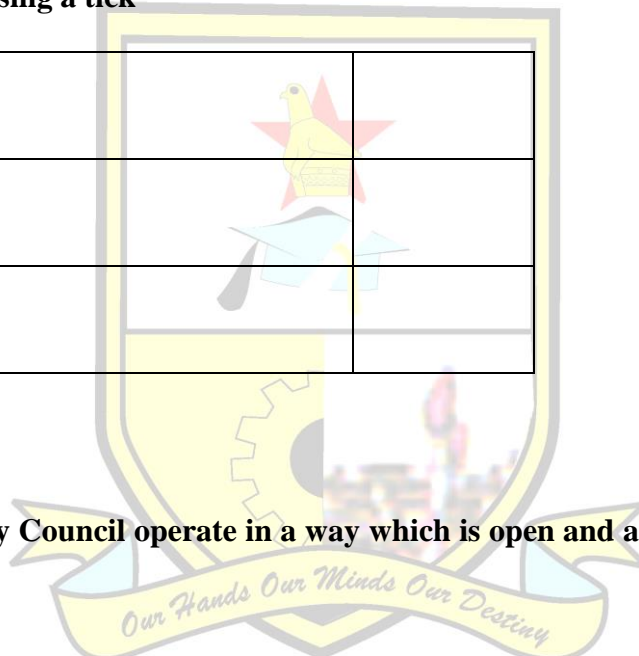 sing a tick
y Council operate in a way which is open and a
Our Hands Our Minds Our Destiny